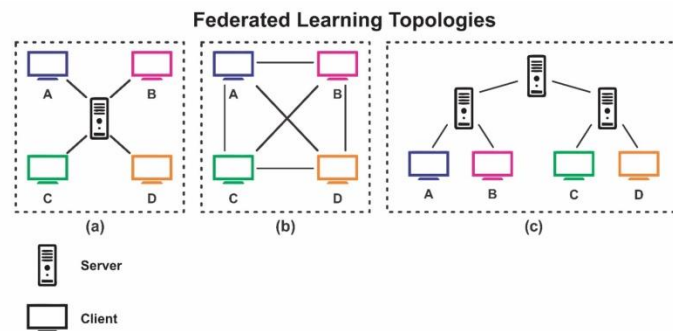 Federated Learning Topologies
A B
C D
(a)
A B
C D
(b)
A B C D
(c)
Server
Client